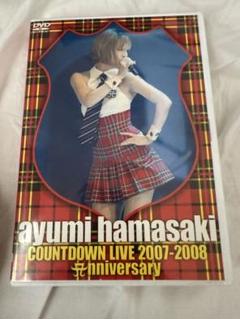 DVD
ayumi hamasaki
COUNTDOWN LIVE 2007-2008
Anniversary